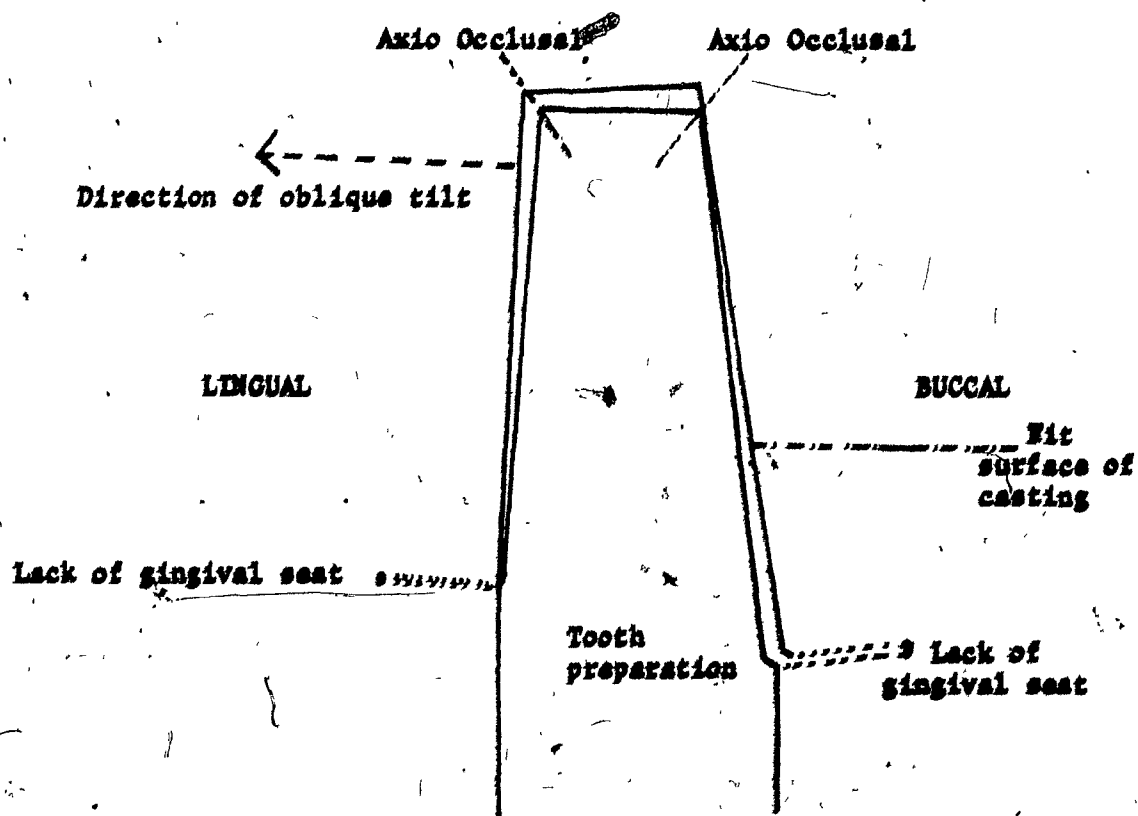 Axio Occlusal
Axio Occlusal
Direction of oblique tilt
LINGUAL
BUCCAL
Fit
surface of
casting
Lack of gingival seat
Tooth
preparation
Lack of
gingival seat